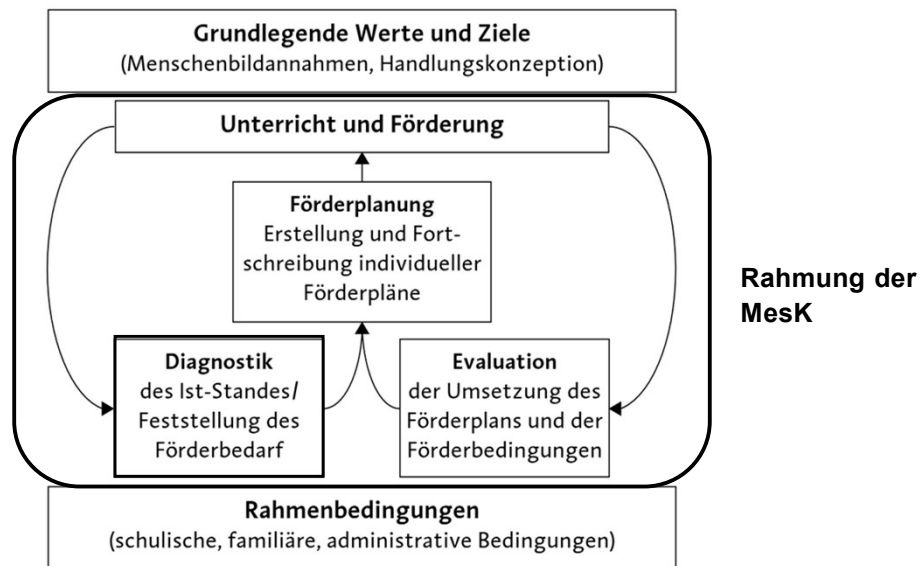 Grundlegende Werte und Ziele
(Menschenbildannahmen, Handlungskonzeption)
Unterricht und Förderung
Förderplanung
Erstellung und Fort-
schreibung individueller
Förderpläne
Diagnostik
des Ist-Standes/
Feststellung des
Förderbedarf
Evaluation
der Umsetzung des
Förderplans und der
Förderbedingungen
Rahmung der
MesK
Rahmenbedingungen
(schulische, familiäre, administrative Bedingungen)